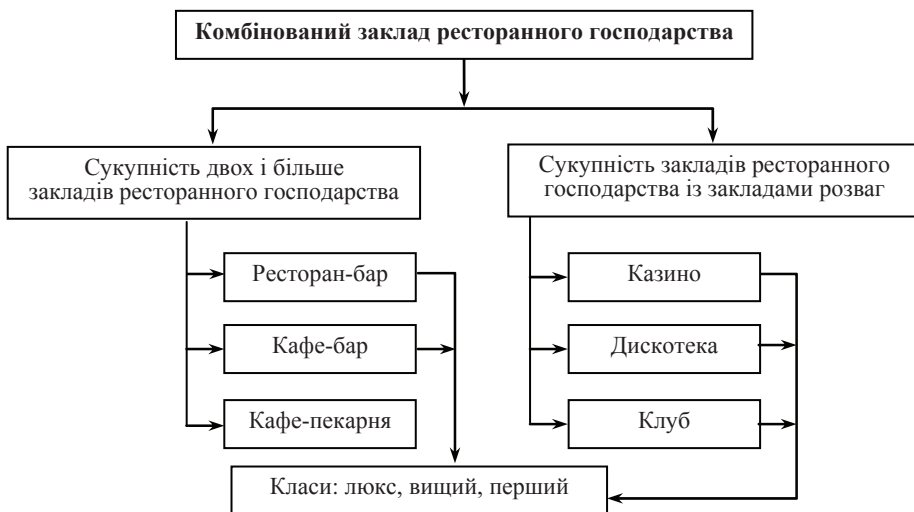 Комбінований заклад ресторанного господарства
Сукупність двох і більше
закладів ресторанного господарства
Сукупність закладів ресторанного
господарства із закладами розваг
Ресторан-бар
Кафе-бар
Кафе-пекарня
Казино
Дискотека
Клуб
Класи: люкс, вищий, перший